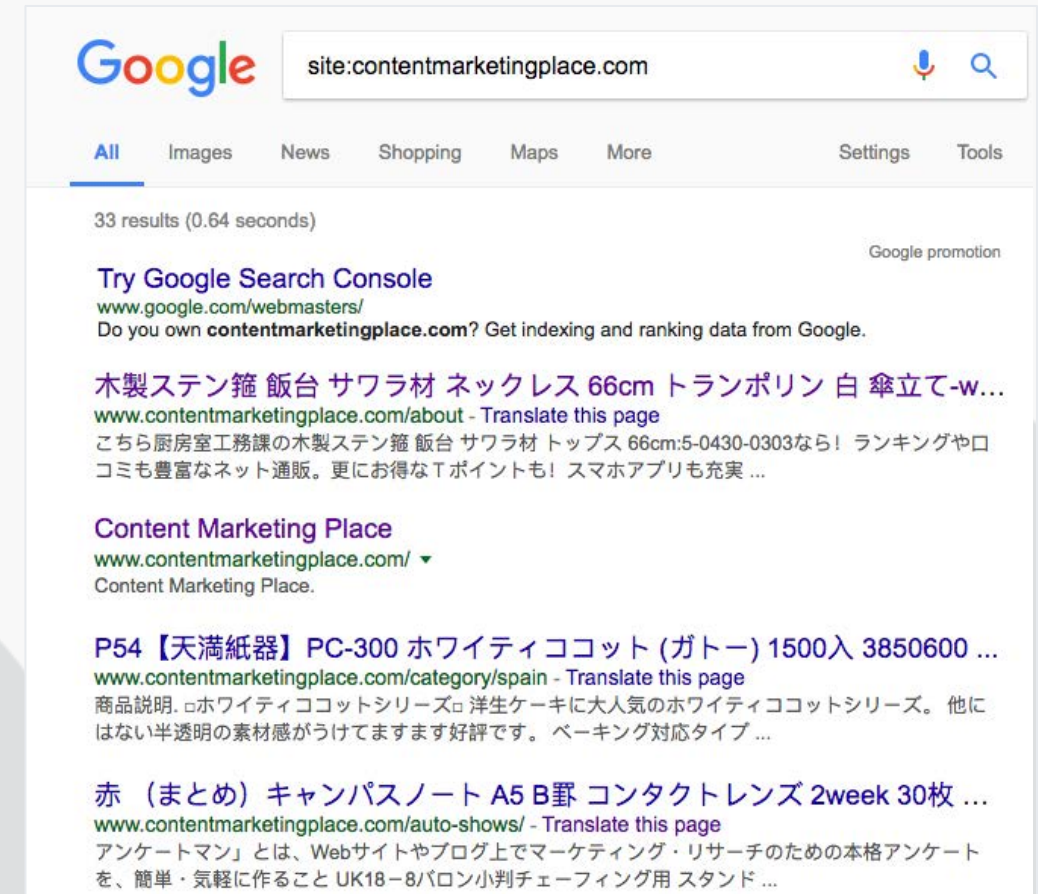 Google
site:contentmarketingplace.com
All Images News Shopping Maps More Settings Tools
33 results (0.64 seconds)
Google promotion
Try Google Search Console
www.google.com/webmasters/
Do you own contentmarketingplace.com? Get indexing and ranking data from Google.
木製ステン箍 飯台 サワラ材 ネックレス 66cm トランポリン 白 傘立て-w...
www.contentmarketingplace.com/about - Translate this page
こちら厨房室工務課の木製ステン箍 飯台 サワラ材 トップス 66cm:5-0430-0303なら！ランキングや口
コミも豊富なネット通販。更にお得なＴポイントも！スマホアプリも充実 ...
Content Marketing Place
www.contentmarketingplace.com/
Content Marketing Place.
P54【天満紙器】PC-300 ホワイティココット (ガトー) 1500入 3850600 ...
www.contentmarketingplace.com/category/spain - Translate this page
商品説明. □ホワイティココットシリーズ□ 洋生ケーキに大人気のホワイティココットシリーズ。 他に
はない半透明の素材感がうけてますます好評です。 ベーキング対応タイプ ...
赤 （まとめ）キャンパスノート A5 B罫 コンタクトレンズ 2week 30枚 ...
www.contentmarketingplace.com/auto-shows/ - Translate this page
アンケートマン」とは、Webサイトやブログ上でマーケティング・リサーチのための本格アンケート
を、簡単・気軽に作ること UK18－8バロン小判チェーフィング用 スタンド ...